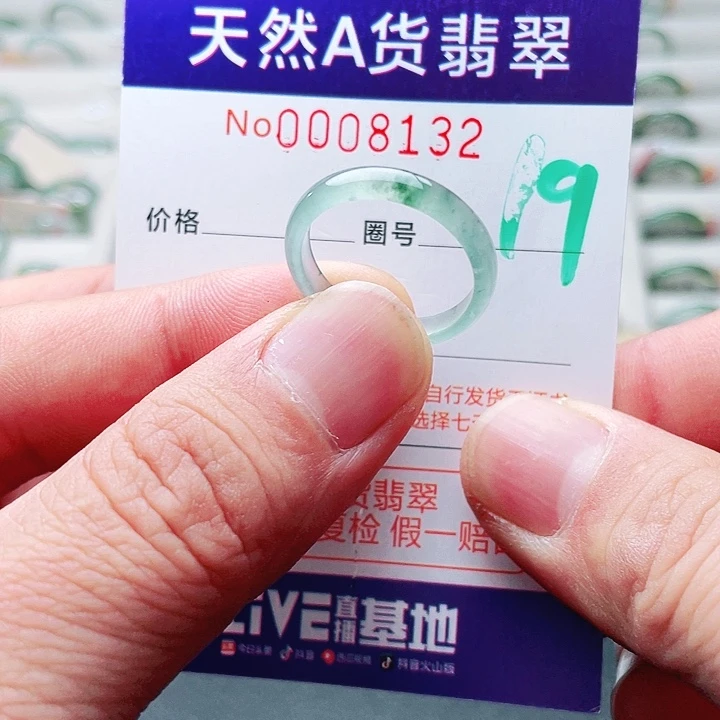 天然A货翡翠
No0008132
19
价格 圈号
自行发货
选择七
货翡翠
复检 假一赔
LIVE直播基地
今日头条 抖音 西瓜视频 抖音火山版